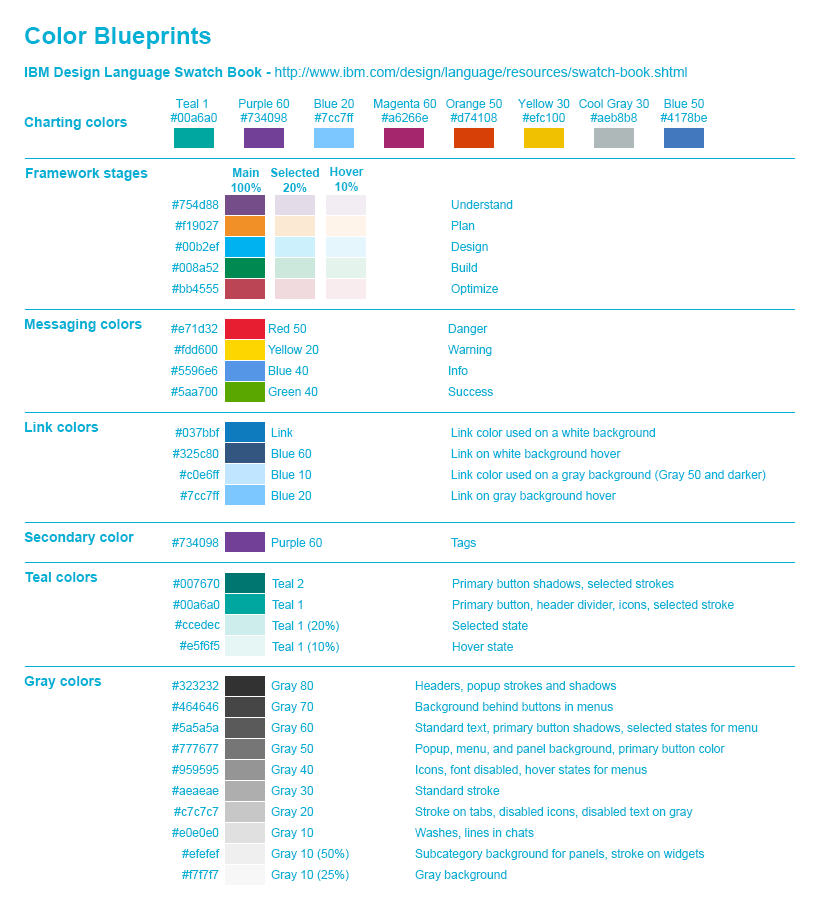 Color Blueprints
IBM Design Language Swatch Book - http://www.ibm.com/design/language/resources/swatch-book.shtml
Teal 1 Purple 60 Blue 20 Magenta 60 Orange 50 Yellow 30 Cool Gray 30 Blue 50
Charting colors #00a6a0 #734098 #7cc7ff #a6266e #d74108 #efc100 #aeb8b8 #4178be
Framework stages Main Selected Hover
100% 20% 10%
#754d88 Understand
#f19027 Plan
#00b2ef Design
#008a52 Build
#bb4555 Optimize
Messaging colors
#e71d32 Red 50 Danger
#fdd600 Yellow 20 Warning
#5596e6 Blue 40 Info
#5aa700 Green 40 Success
Link colors
#037bbf Link Link color used on a white background
#325c80 Blue 60 Link on white background hover
#c0e6ff Blue 10 Link color used on a gray background (Gray 50 and darker)
#7cc7ff Blue 20 Link on gray background hover
Secondary color
#734098 Purple 60 Tags
Teal colors
#007670 Teal 2 Primary button shadows, selected strokes
#00a6a0 Teal 1 Primary button, header divider, icons, selected stroke
#ccedec Teal 1 (20%) Selected state
#e5f6f5 Teal 1 (10%) Hover state
Gray colors
#323232 Gray 80 Headers, popup strokes and shadows
#464646 Gray 70 Background behind buttons in menus
#5a5a5a Gray 60 Standard text, primary button shadows, selected states for menu
#777677 Gray 50 Popup, menu, and panel background, primary button color
#959595 Gray 40 Icons, font disabled, hover states for menus
#aeaeae Gray 30 Standard stroke
#c7c7c7 Gray 20 Stroke on tabs, disabled icons, disabled text on gray
#e0e0e0 Gray 10 Washes, lines in chats
#efefef Gray 10 (50%) Subcategory background for panels, stroke on widgets
#f7f7f7 Gray 10 (25%) Gray background